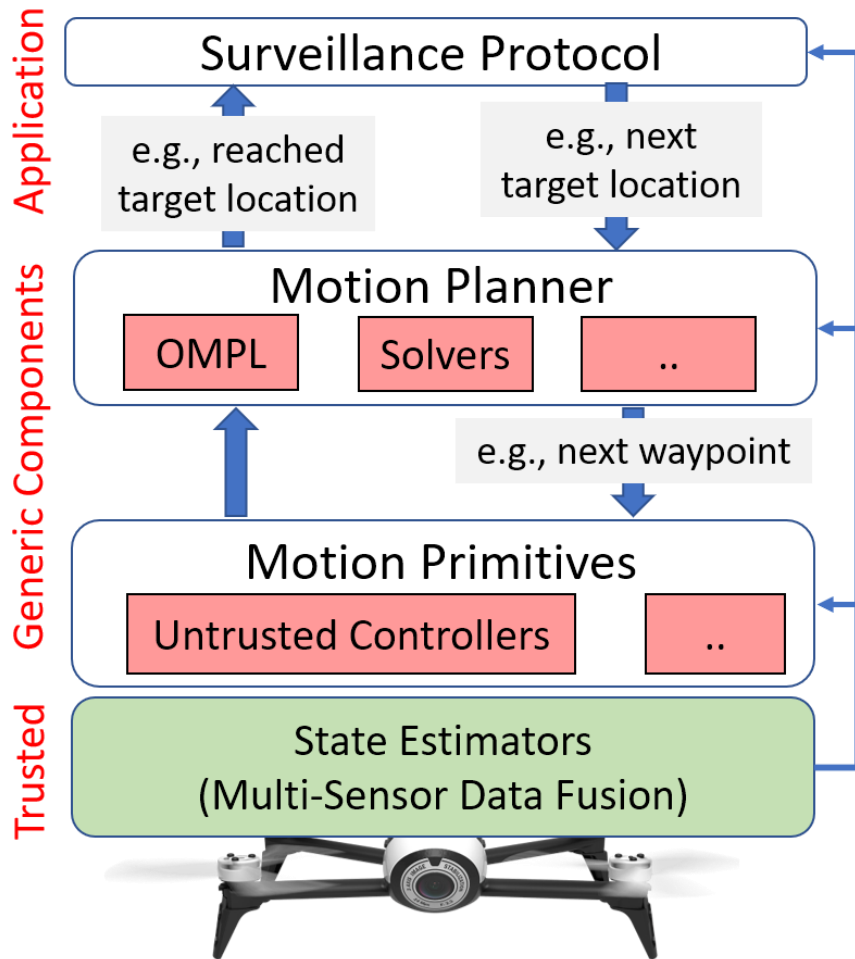 Application
Surveillance Protocol
e.g., reached
target location
e.g., next
target location
Generic Components
Motion Planner
OMPL
Solvers
..
e.g., next waypoint
Motion Primitives
Untrusted Controllers
..
Trusted
State Estimators
(Multi-Sensor Data Fusion)